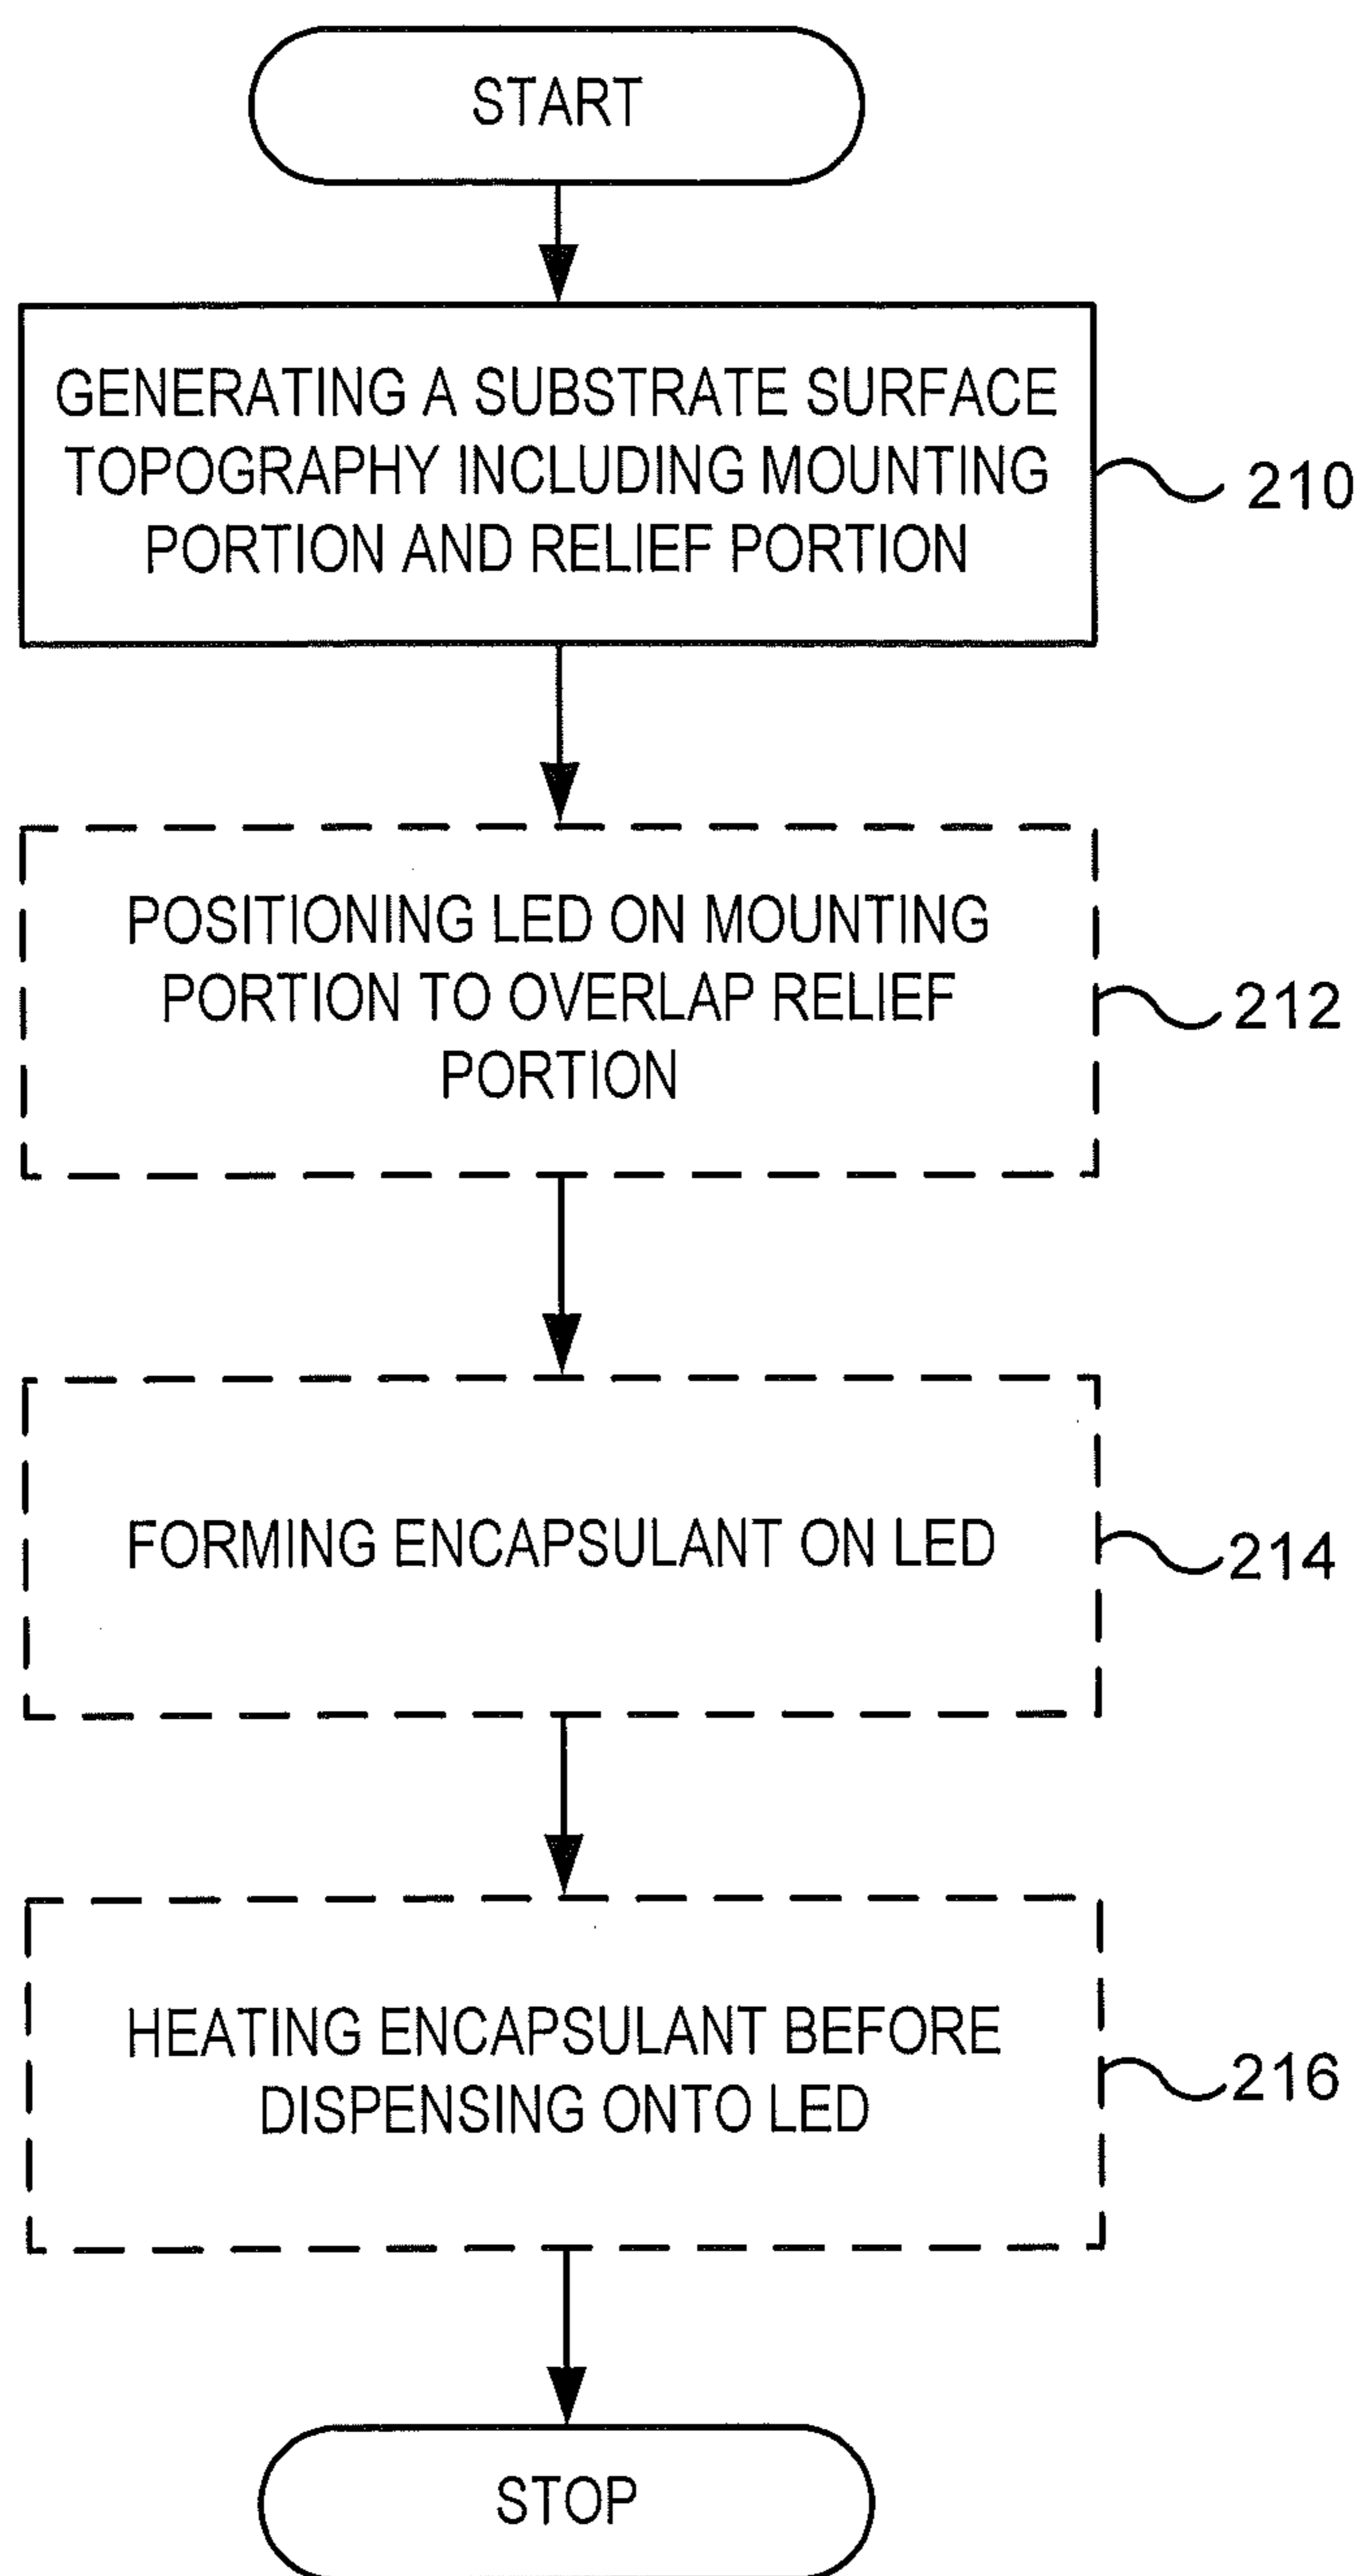 START
GENERATING A SUBSTRATE SURFACE
TOPOGRAPHY INCLUDING MOUNTING
PORTION AND RELIEF PORTION
210
POSITIONING LED ON MOUNTING
PORTION TO OVERLAP RELIEF
PORTION
212
FORMING ENCAPSULANT ON LED
214
HEATING ENCAPSULANT BEFORE
DISPENSING ONTO LED
216
STOP